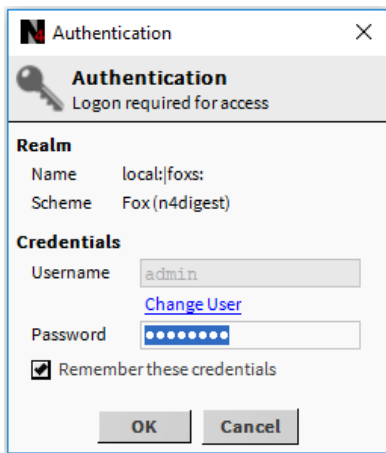 N4 Authentication
Authentication
Logon required for access
Realm
Name local:|foxs:
Scheme Fox (n4digest)
Credentials
Username admin
Change User
Password ••••••••
Remember these credentials
OK Cancel